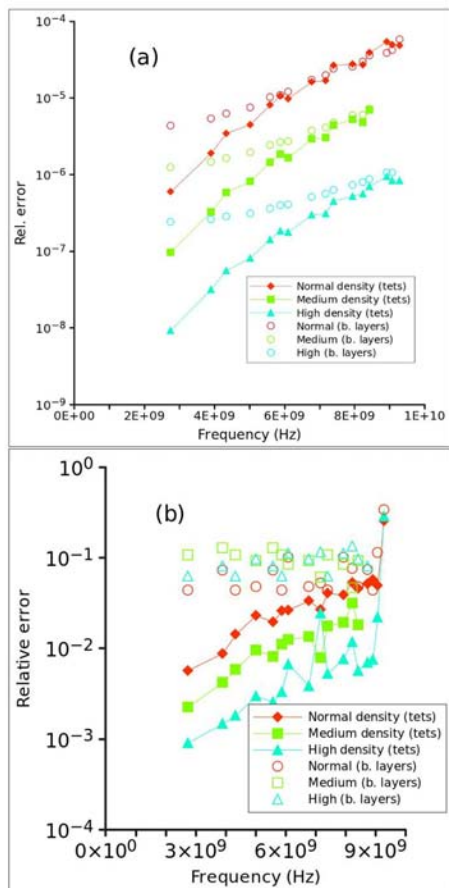 (a)
10⁻⁴
10⁻⁵
10⁻⁶
10⁻⁷
10⁻⁸
10⁻⁹
Rel. error
Normal density (tets)
Medium density (tets)
High density (tets)
Normal (b. layers)
Medium (b. layers)
High (b. layers)
0E+00 2E+09 4E+09 6E+09 8E+09 1E+10
Frequency (Hz)
(b)
10⁰
10⁻¹
10⁻²
10⁻³
10⁻⁴
Relative error
Normal density (tets)
Medium density (tets)
High density (tets)
Normal (b. layers)
Medium (b. layers)
High (b. layers)
0×10⁰ 3×10⁹ 6×10⁹ 9×10⁹
Frequency (Hz)